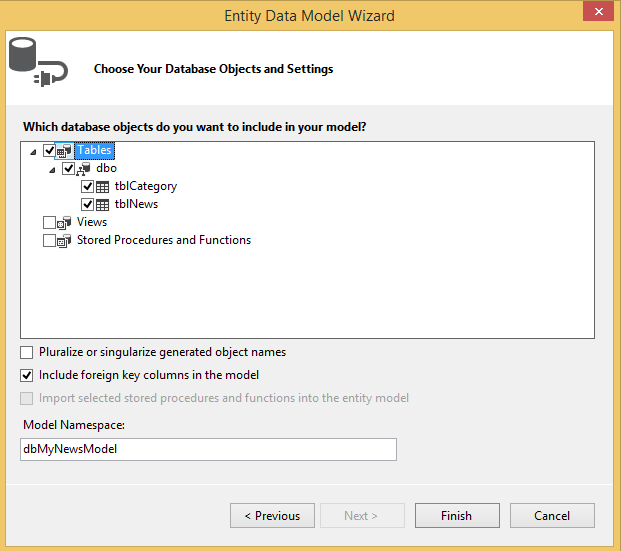 Entity Data Model Wizard
Choose Your Database Objects and Settings
Which database objects do you want to include in your model?
Tables
dbo
tblCategory
tblNews
Views
Stored Procedures and Functions
Pluralize or singularize generated object names
Include foreign key columns in the model
Import selected stored procedures and functions into the entity model
Model Namespace:
dbMyNewsModel
< Previous
Next >
Finish
Cancel